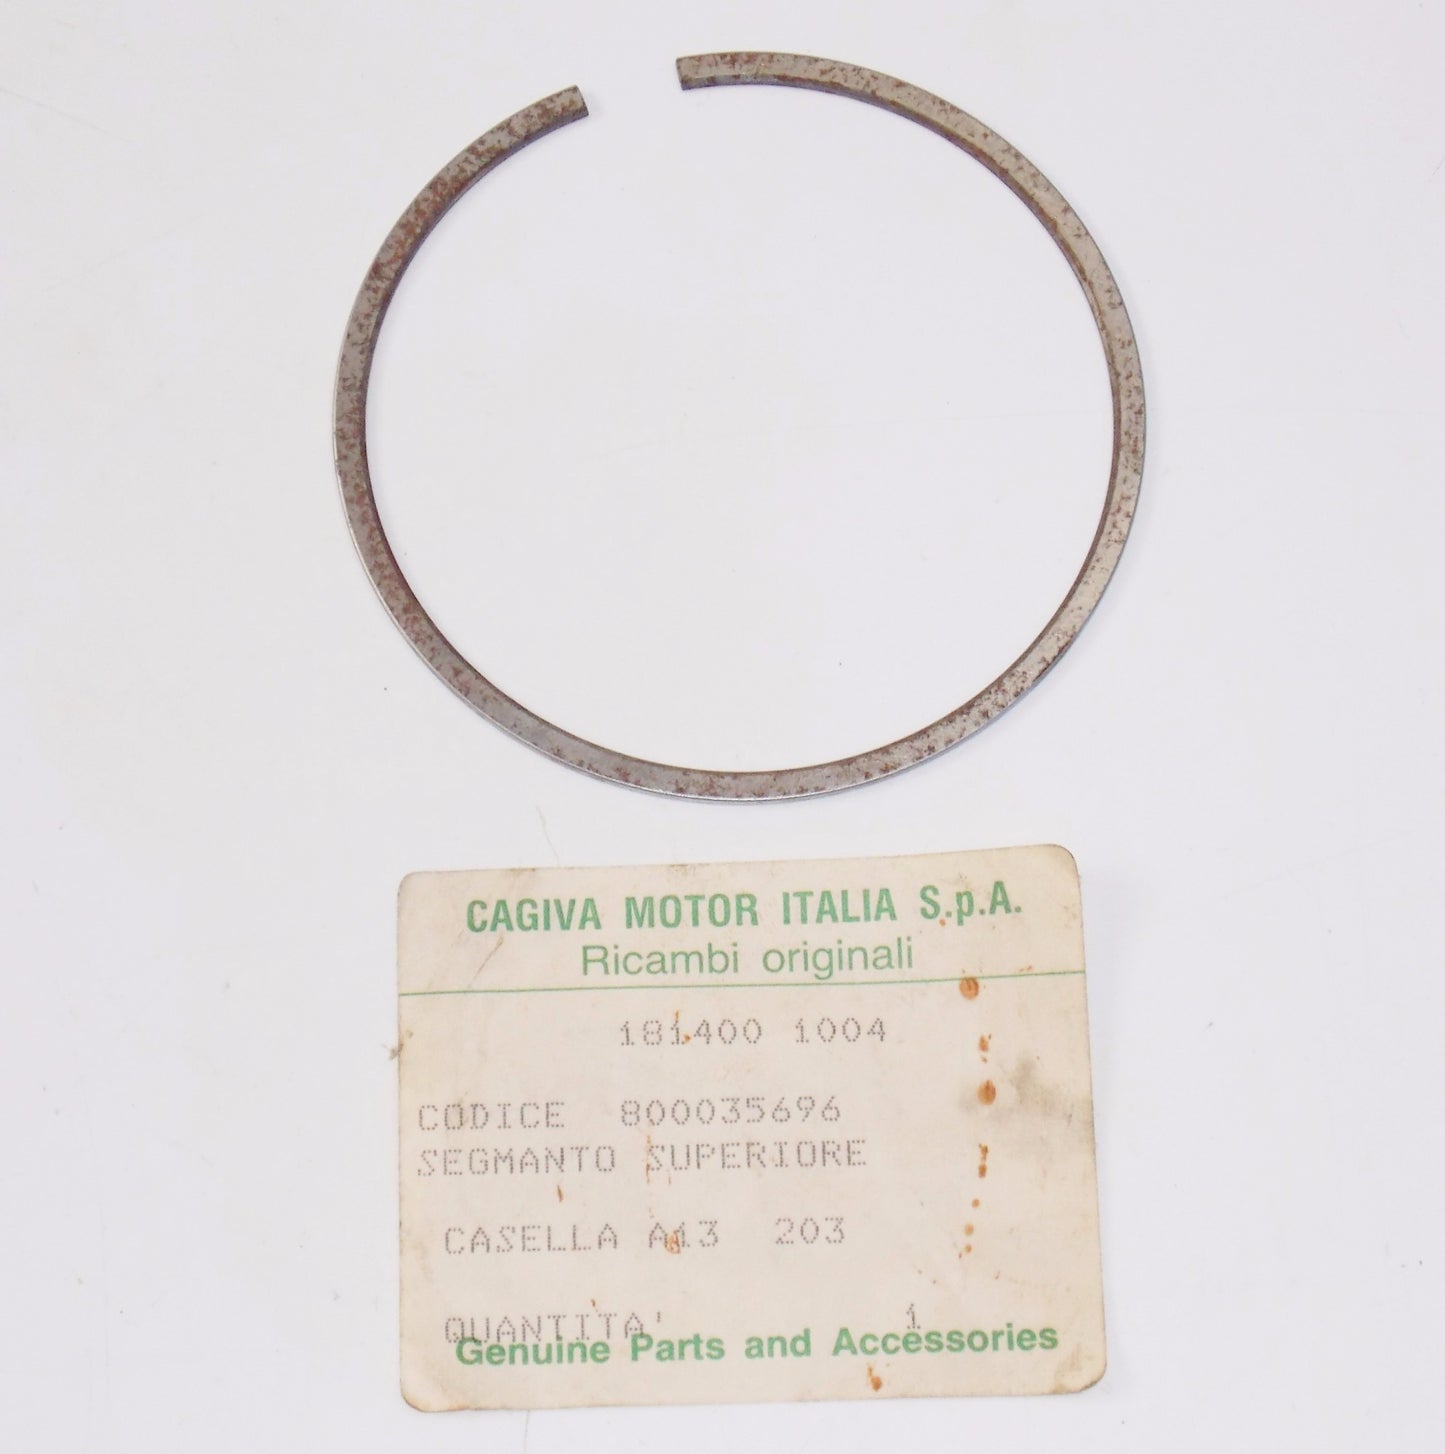 CAGIVA MOTOR ITALIA S.p.A.
Ricambi originali
181400 1004
CODICE 800035696
SEGMANTO SUPERIORE
CASELLA A13 203
QUANTITA' 1
Genuine Parts and Accessories